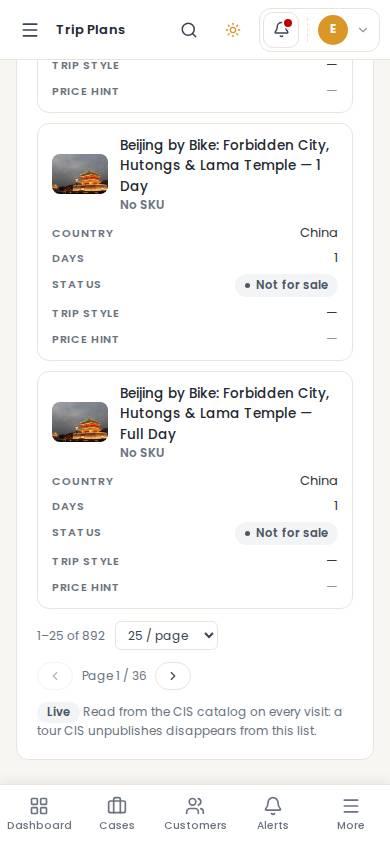 Trip Plans
E
TRIP STYLE —
PRICE HINT —
Beijing by Bike: Forbidden City,
Hutongs & Lama Temple — 1
Day
No SKU
COUNTRY China
DAYS 1
STATUS Not for sale
TRIP STYLE —
PRICE HINT —
Beijing by Bike: Forbidden City,
Hutongs & Lama Temple —
Full Day
No SKU
COUNTRY China
DAYS 1
STATUS Not for sale
TRIP STYLE —
PRICE HINT —
1–25 of 892 25 / page
Page 1 / 36
Live Read from the CIS catalog on every visit: a
tour CIS unpublishes disappears from this list.
Dashboard Cases Customers Alerts More